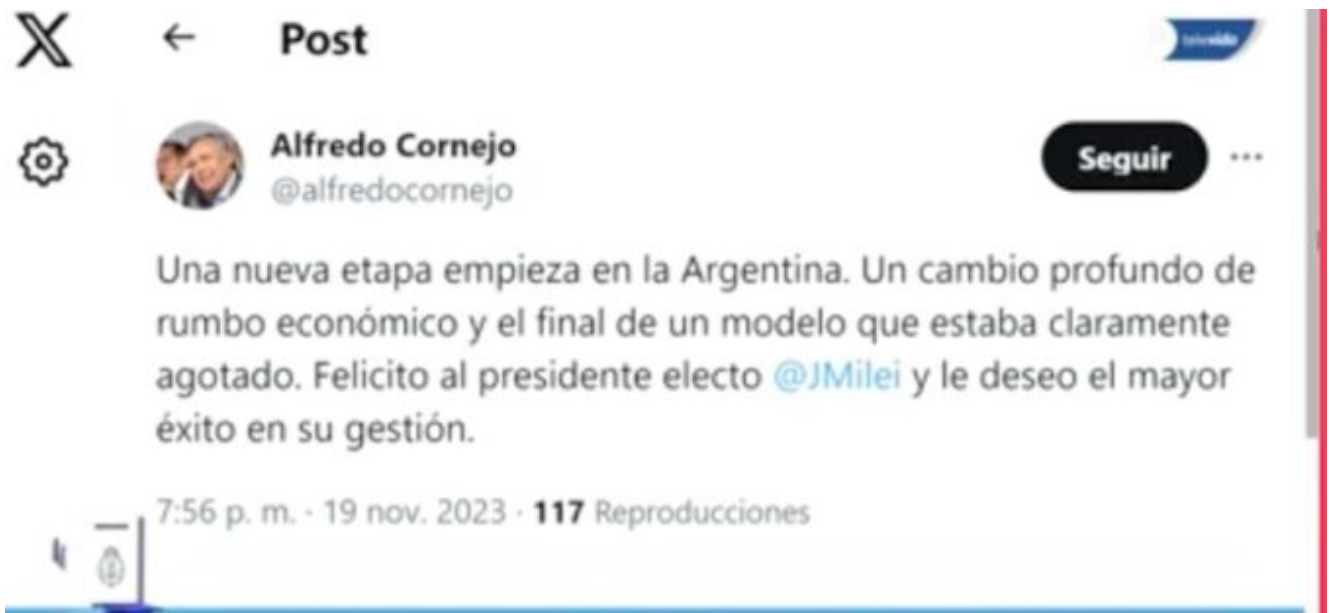 Post
Alfredo Cornejo
@alfredocornejo
Seguir
Una nueva etapa empieza en la Argentina. Un cambio profundo de
rumbo económico y el final de un modelo que estaba claramente
agotado. Felicito al presidente electo @JMilei y le deseo el mayor
éxito en su gestión.
7:56 p. m. · 19 nov. 2023 · 117 Reproducciones